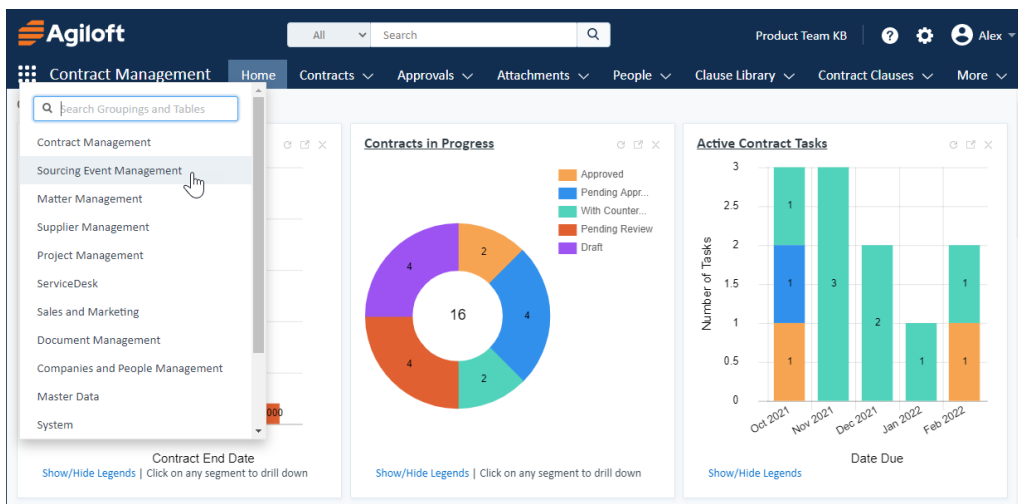 Agiloft
All
Search
Product Team KB
?
Alex
Contract Management
Home
Contracts
Approvals
Attachments
People
Clause Library
Contract Clauses
More
Search Groupings and Tables
Contract Management
Sourcing Event Management
Matter Management
Supplier Management
Project Management
ServiceDesk
Sales and Marketing
Document Management
Companies and People Management
Master Data
System
000
Contract End Date
Show/Hide Legends | Click on any segment to drill down
Contracts in Progress
Approved
Pending Appr...
With Counter...
Pending Review
Draft
2
4
4
16
4
2
Show/Hide Legends | Click on any segment to drill down
Active Contract Tasks
Number of Tasks
3
2.5
2
1.5
1
0.5
0
1
1
1
3
2
1
1
1
Oct 2021
Nov 2021
Dec 2021
Jan 2022
Feb 2022
Date Due
Show/Hide Legends